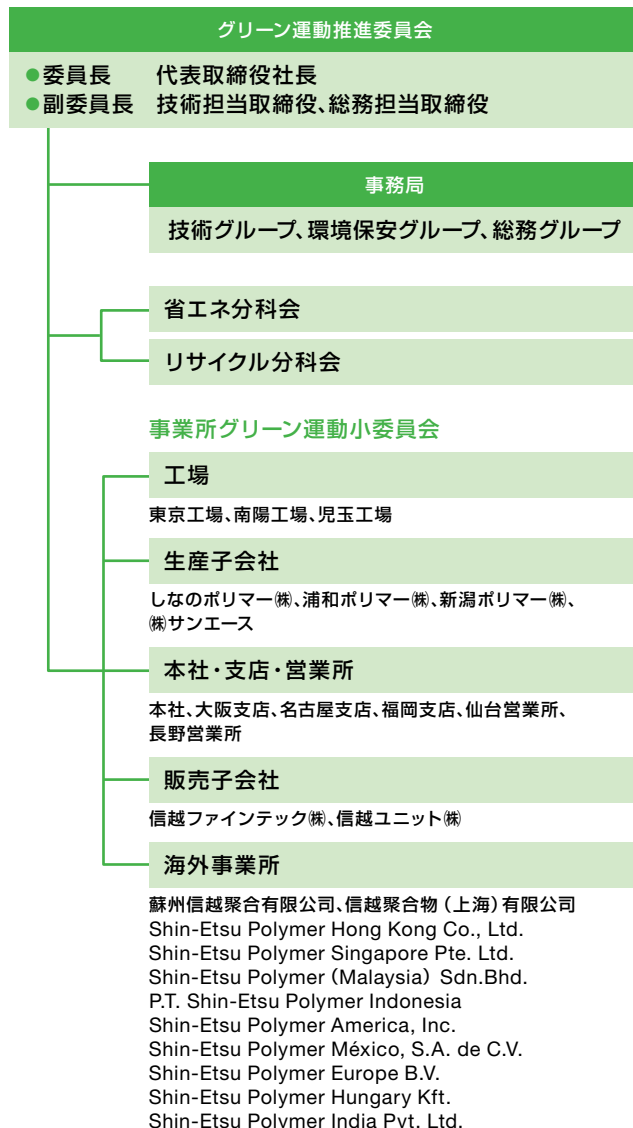 グリーン運動推進委員会
●委員長 代表取締役社長
●副委員長 技術担当取締役、総務担当取締役
事務局
技術グループ、環境保安グループ、総務グループ
省エネ分科会
リサイクル分科会
事業所グリーン運動小委員会
工場
東京工場、南陽工場、児玉工場
生産子会社
しなのポリマー㈱、浦和ポリマー㈱、新潟ポリマー㈱、
㈱サンエース
本社・支店・営業所
本社、大阪支店、名古屋支店、福岡支店、仙台営業所、
長野営業所
販売子会社
信越ファインテック㈱、信越ユニット㈱
海外事業所
蘇州信越聚合有限公司、信越聚合物（上海）有限公司
Shin-Etsu Polymer Hong Kong Co., Ltd.
Shin-Etsu Polymer Singapore Pte. Ltd.
Shin-Etsu Polymer（Malaysia）Sdn.Bhd.
P.T. Shin-Etsu Polymer Indonesia
Shin-Etsu Polymer America, Inc.
Shin-Etsu Polymer México, S.A. de C.V.
Shin-Etsu Polymer Europe B.V.
Shin-Etsu Polymer Hungary Kft.
Shin-Etsu Polymer India Pvt. Ltd.